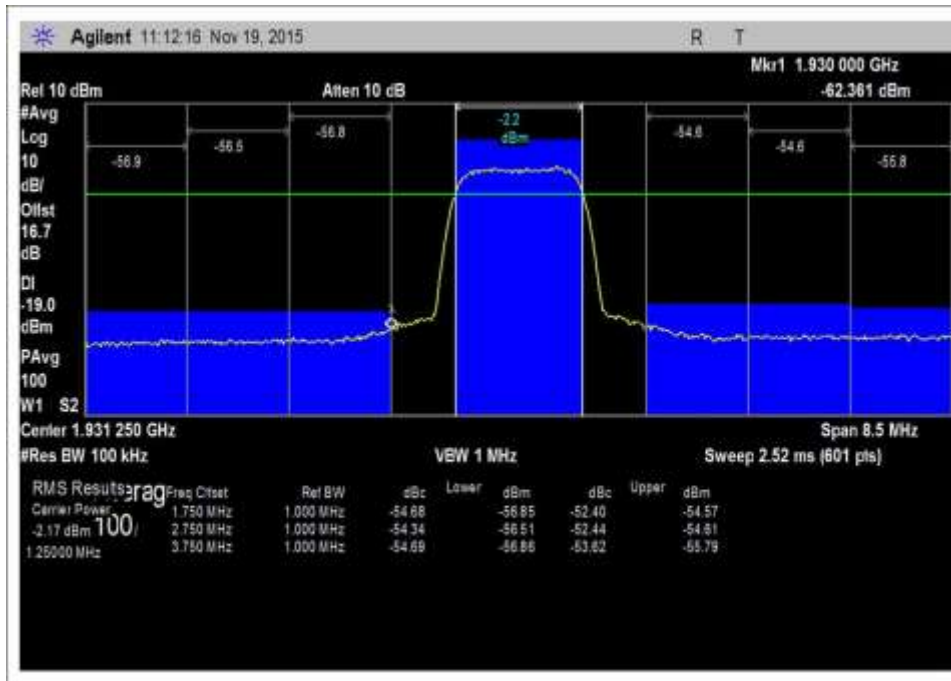 Agilent 11:12:16 Nov 19, 2015 R T
Mkr1 1.930 000 GHz
Ref 10 dBm Atten 10 dB -62.361 dBm
#Avg
Log
10
dB/
Offst
16.7
dB
DI
-19.0
dBm
PAvg
100
W1 S2
-56.9 -56.5 -56.8 -2.2 dBm -54.6 -54.6 -55.8
Center 1.931 250 GHz Span 8.5 MHz
#Res BW 100 kHz VBW 1 MHz Sweep 2.52 ms (601 pts)
RMS Results Freq Offset Ref BW dBc Lower dBm dBc Upper dBm
Carrier Power 1.750 MHz 1.000 MHz -54.68 -56.85 -52.40 -54.57
-2.17 dBm 100/ 2.750 MHz 1.000 MHz -54.34 -56.51 -52.44 -54.61
1.25000 MHz 3.750 MHz 1.000 MHz -54.69 -56.86 -53.62 -55.79